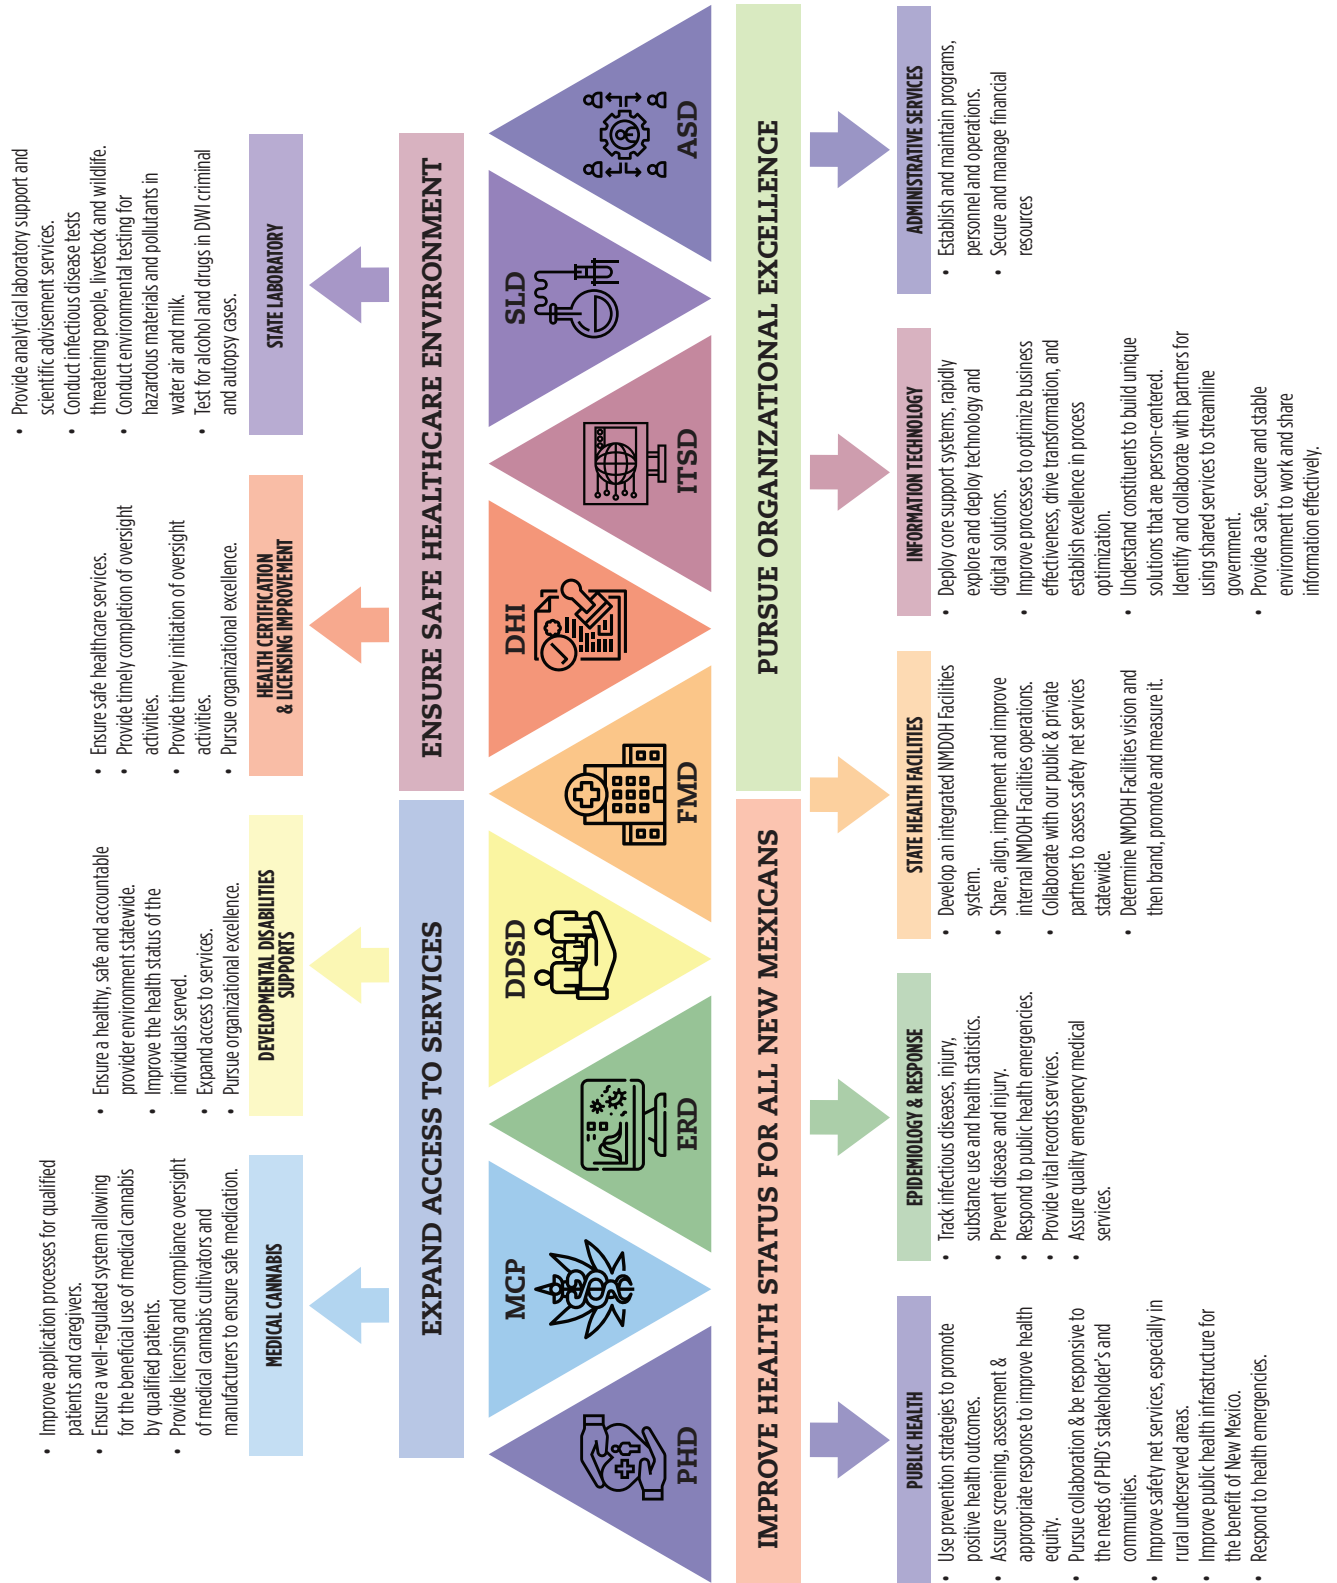 • Improve application processes for qualified
patients and caregivers.
• Ensure a well-regulated system allowing
for the beneficial use of medical cannabis
by qualified patients.
• Provide licensing and compliance oversight
of medical cannabis cultivators and
manufacturers to ensure safe medication.
MEDICAL CANNABIS
• Ensure a healthy, safe and accountable
provider environment statewide.
• Improve the health status of the
individuals served.
• Expand access to services.
• Pursue organizational excellence.
DEVELOPMENTAL DISABILITIES
SUPPORTS
• Ensure safe healthcare services.
• Provide timely completion of oversight
activities.
• Provide timely initiation of oversight
activities.
• Pursue organizational excellence.
HEALTH CERTIFICATION
& LICENSING IMPROVEMENT
• Provide analytical laboratory support and
scientific advisement services.
• Conduct infectious disease tests
threatening people, livestock and wildlife.
• Conduct environmental testing for
hazardous materials and pollutants in
water air and milk.
• Test for alcohol and drugs in DWI criminal
and autopsy cases.
STATE LABORATORY
EXPAND ACCESS TO SERVICES
ENSURE SAFE HEALTHCARE ENVIRONMENT
PHD
MCP
ERD
DDSD
FMD
DHI
ITSD
SLD
ASD
IMPROVE HEALTH STATUS FOR ALL NEW MEXICANS
PURSUE ORGANIZATIONAL EXCELLENCE
PUBLIC HEALTH
• Use prevention strategies to promote
positive health outcomes.
• Assure screening, assessment &
appropriate response to improve health
equity.
• Pursue collaboration & be responsive to
the needs of PHD's stakeholder's and
communities.
• Improve safety net services, especially in
rural underserved areas.
• Improve public health infrastructure for
the benefit of New Mexico.
• Respond to health emergencies.
EPIDEMIOLOGY & RESPONSE
• Track infectious diseases, injury,
substance use and health statistics.
• Prevent disease and injury.
• Respond to public health emergencies.
• Provide vital records services.
• Assure quality emergency medical
services.
STATE HEALTH FACILITIES
• Develop an integrated NMDOH Facilities
system.
• Share, align, implement and improve
internal NMDOH Facilities operations.
• Collaborate with our public & private
partners to assess safety net services
statewide.
• Determine NMDOH Facilities vision and
then brand, promote and measure it.
INFORMATION TECHNOLOGY
• Deploy core support systems, rapidly
explore and deploy technology and
digital solutions.
• Improve processes to optimize business
effectiveness, drive transformation, and
establish excellence in process
optimization.
• Understand constituents to build unique
solutions that are person-centered.
Identify and collaborate with partners for
using shared services to streamline
government.
• Provide a safe, secure and stable
environment to work and share
information effectively.
ADMINISTRATIVE SERVICES
• Establish and maintain programs,
personnel and operations.
• Secure and manage financial
resources